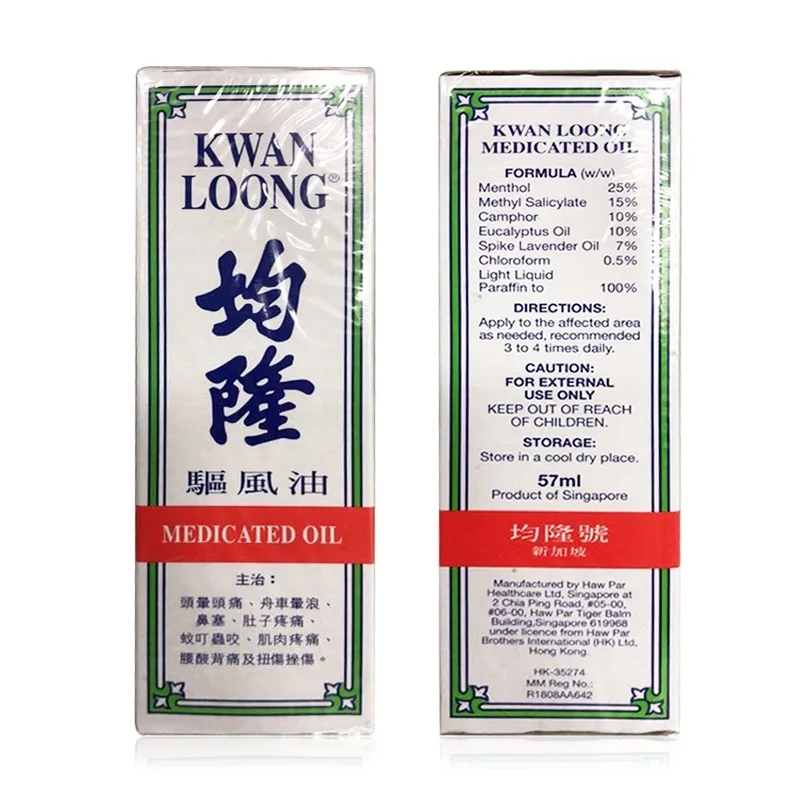 KWAN
LOONG®
均
隆
驅風油
MEDICATED OIL
主治：
頭暈頭痛、舟車暈浪、
鼻塞、肚子疼痛、
蚊叮蟲咬、肌肉疼痛、
腰酸背痛及扭傷挫傷。
KWAN LOONG
MEDICATED OIL
FORMULA (w/w)
Menthol 25%
Methyl Salicylate 15%
Camphor 10%
Eucalyptus Oil 10%
Spike Lavender Oil 7%
Chloroform 0.5%
Light Liquid
Paraffin to 100%
DIRECTIONS:
Apply to the affected area
as needed, recommended
3 to 4 times daily.
CAUTION:
FOR EXTERNAL
USE ONLY
KEEP OUT OF REACH
OF CHILDREN.
STORAGE:
Store in a cool dry place.
57ml
Product of Singapore
均隆號
新加坡
Manufactured by Haw Par
Healthcare Ltd, Singapore at
2 Chia Ping Road, #05-00,
#06-00, Haw Par Tiger Balm
Building,Singapore 619968
under licence from Haw Par
Brothers International (HK) Ltd,
Hong Kong.
HK-35274
MM Reg No.:
R1808AA642